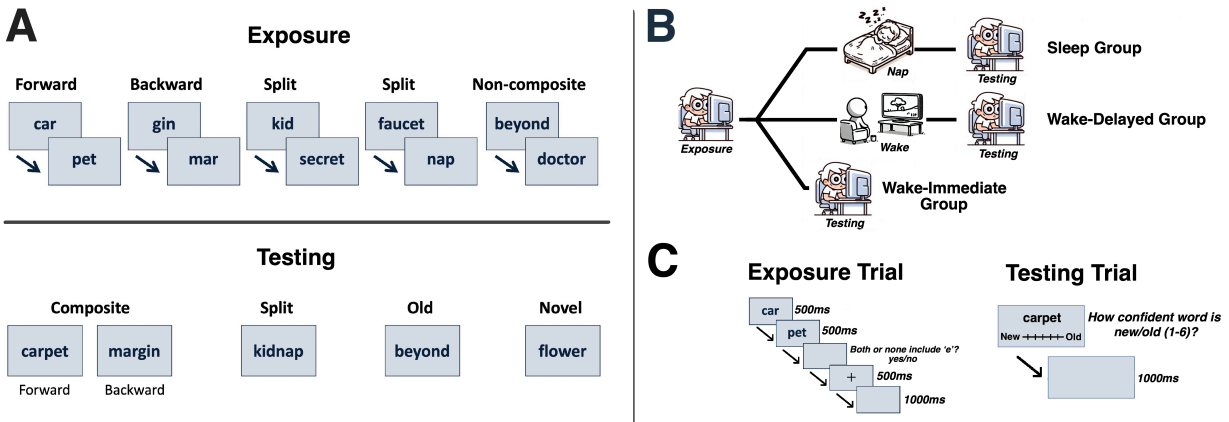 A
Exposure
Forward
Backward
Split
Split
Non-composite
car
pet
gin
mar
kid
secret
faucet
nap
beyond
doctor
Testing
Composite
Split
Old
Novel
carpet
margin
kidnap
beyond
flower
Forward
Backward
B
Exposure
z z z z
z z
Nap
Testing
Sleep Group
Wake
Testing
Wake-Delayed Group
Testing
Wake-Immediate
Group
C
Exposure Trial
car
500ms
pet
500ms
Both or none include 'e'?
yes/no
+
500ms
1000ms
Testing Trial
carpet
New
Old
How confident word is
new/old (1-6)?
1000ms